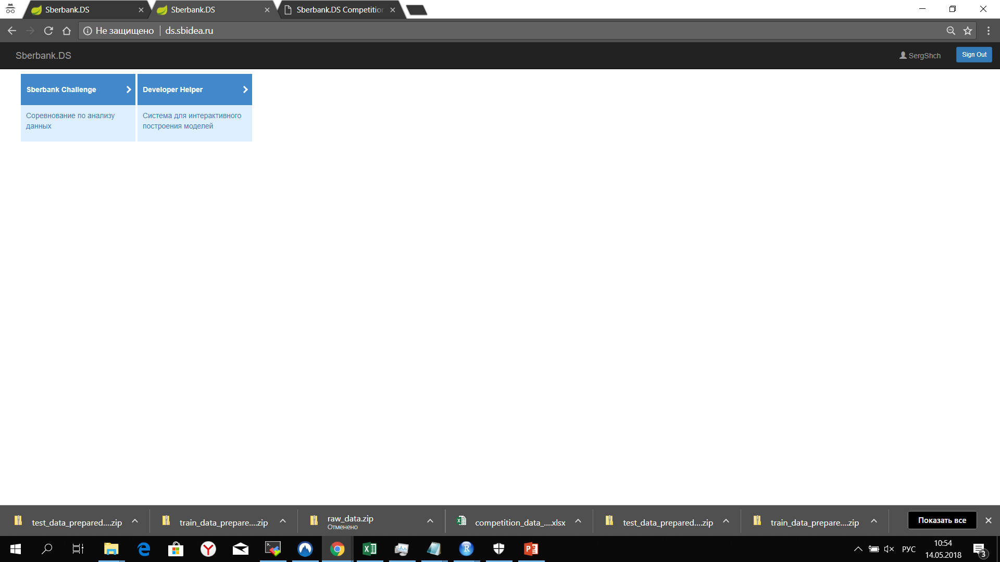 Sberbank.DS
Sberbank.DS
Sberbank.DS Competition
Не защищено
ds.sbidea.ru
Sberbank.DS
SergShch
Sign Out
Sberbank Challenge
Соревнование по анализу
данных
Developer Helper
Система для интерактивного
построения моделей
test_data_prepared....zip
train_data_prepare....zip
raw_data.zip
Отменено
competition_data_....xlsx
test_data_prepared....zip
train_data_prepare....zip
Показать все
РУС
10:54
14.05.2018
3